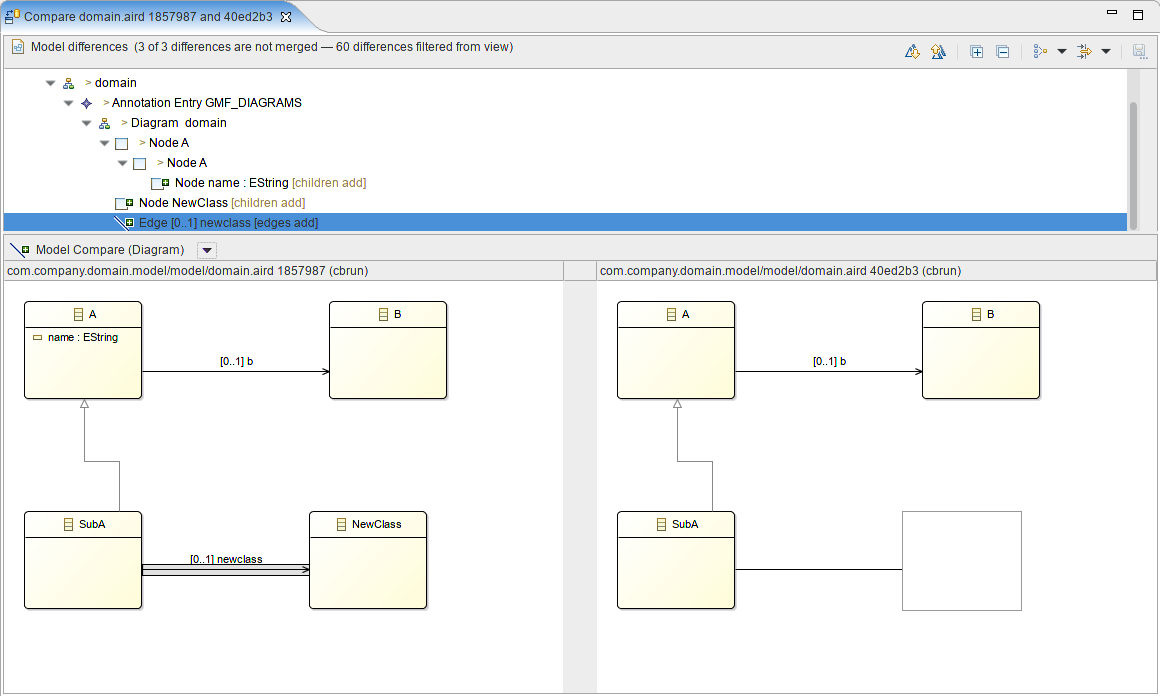 Compare domain.aird 1857987 and 40ed2b3
Model differences (3 of 3 differences are not merged — 60 differences filtered from view)
> domain
> Annotation Entry GMF_DIAGRAMS
> Diagram domain
> Node A
> Node A
Node name : EString [children add]
Node NewClass [children add]
Edge [0..1] newclass [edges add]
Model Compare (Diagram)
com.company.domain.model/model/domain.aird 1857987 (cbrun)
com.company.domain.model/model/domain.aird 40ed2b3 (cbrun)
A
B
name : EString
[0..1] b
SubA
NewClass
[0..1] newclass
A
B
[0..1] b
SubA